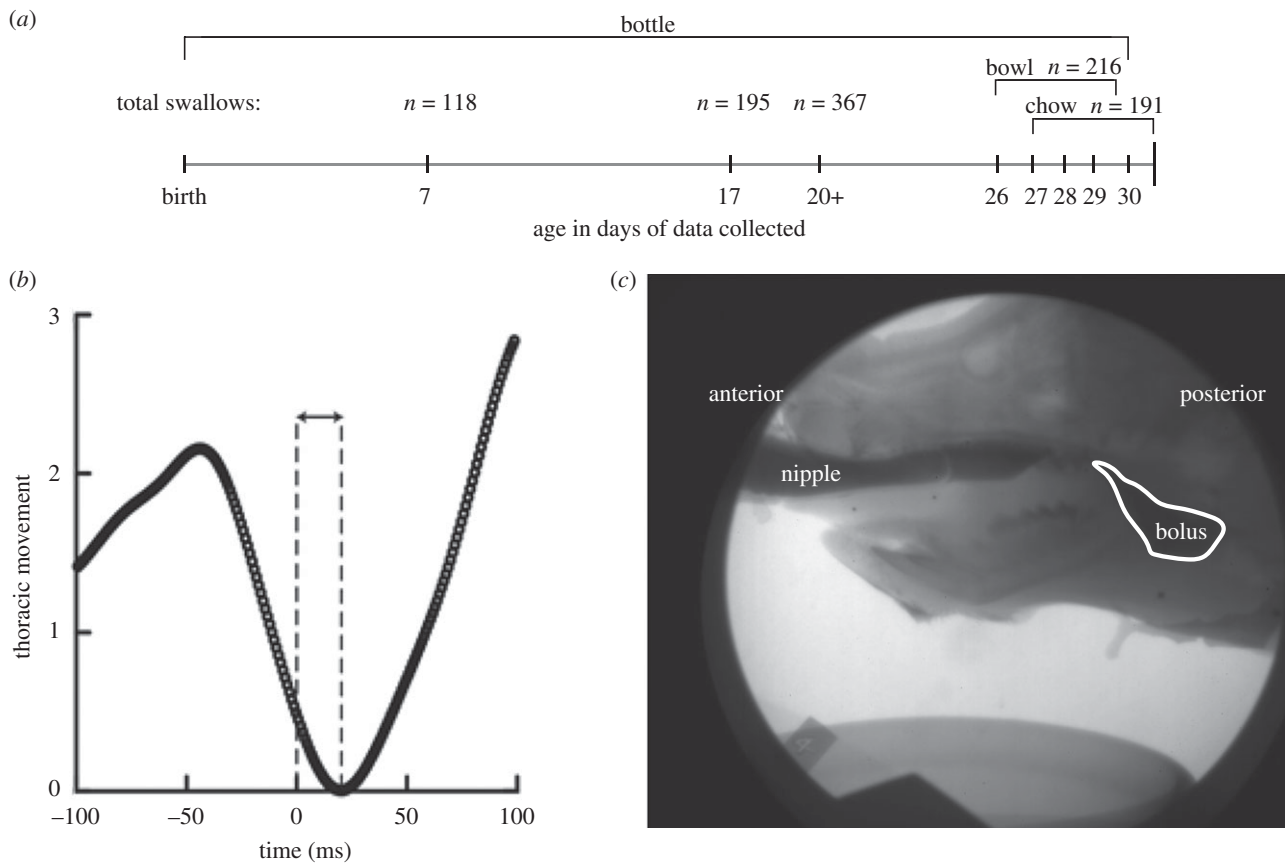 (a)
bottle
bowl n = 216
total swallows: n = 118 n = 195 n = 367
chow n = 191
birth 7 17 20+ 26 27 28 29 30
age in days of data collected
(b)
3
2
1
0
thoracic movement
–100 –50 0 50 100
time (ms)
(c)
anterior
posterior
nipple
bolus